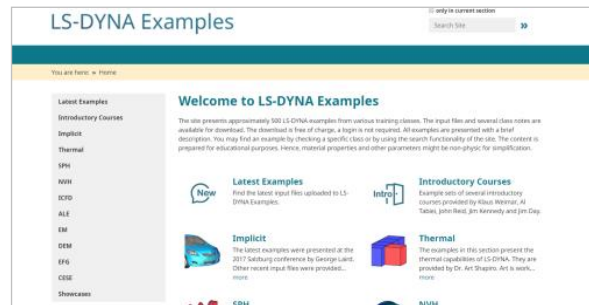 LS-DYNA Examples
only in current section
Search Site »
You are here: » Home
Latest Examples
Introductory Courses
Implicit
Thermal
SPH
NVH
ICFD
ALE
EM
DEM
EFG
CESE
Showcases
Welcome to LS-DYNA Examples
The site presents approximately 500 LS-DYNA examples from various training classes. The input files and several class notes are
available for download. The download is free of charge, a login is not required. All examples are presented with a brief
description. You may find an example by checking a specific class or by using the search functionality of the site. The content is
prepared for educational purposes. Hence, material properties and other parameters might be non-physic for simplification.
New
Latest Examples
Find the latest input files uploaded to LS-
DYNA Examples.
Intro
Introductory Courses
Example sets of several introductory
courses provided by Klaus Weimar, Al
Tabiei, John Reid, Jim Kennedy and Jim Day.
Implicit
The latest examples were presented at the
2017 Salzburg conference by George Laird.
Other recent input files were provided...
more
Thermal
The examples in this section present the
thermal capabilities of LS-DYNA. They are
provided by Dr. Art Shapiro. Art is work...
more
SPH
NVH